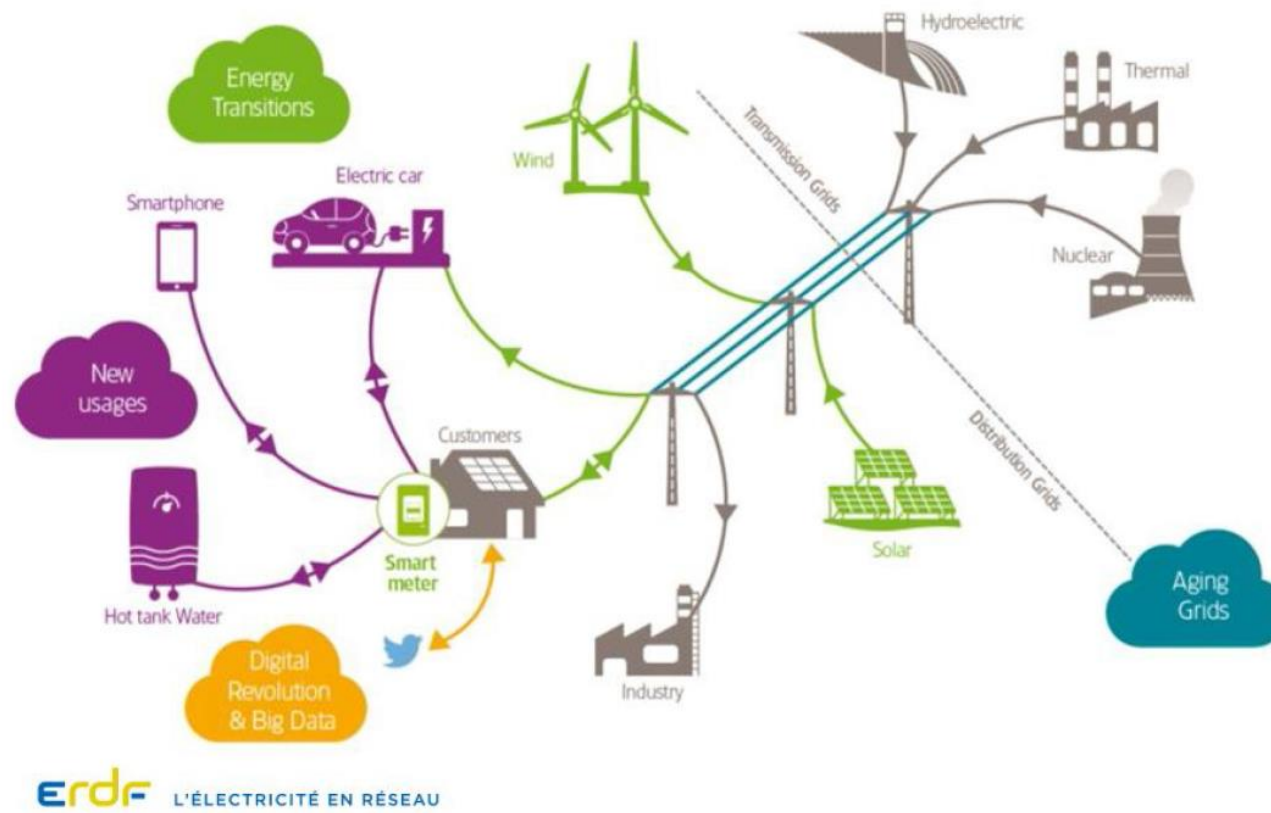 Energy
Transitions
Hydroelectric
Thermal
Transmission Grids
Wind
Electric car
Smartphone
Nuclear
New
usages
Customers
Distribution Grids
Smart
meter
Solar
Hot tank Water
Aging
Grids
Digital
Revolution
& Big Data
Industry
erdf L'ÉLECTRICITÉ EN RÉSEAU